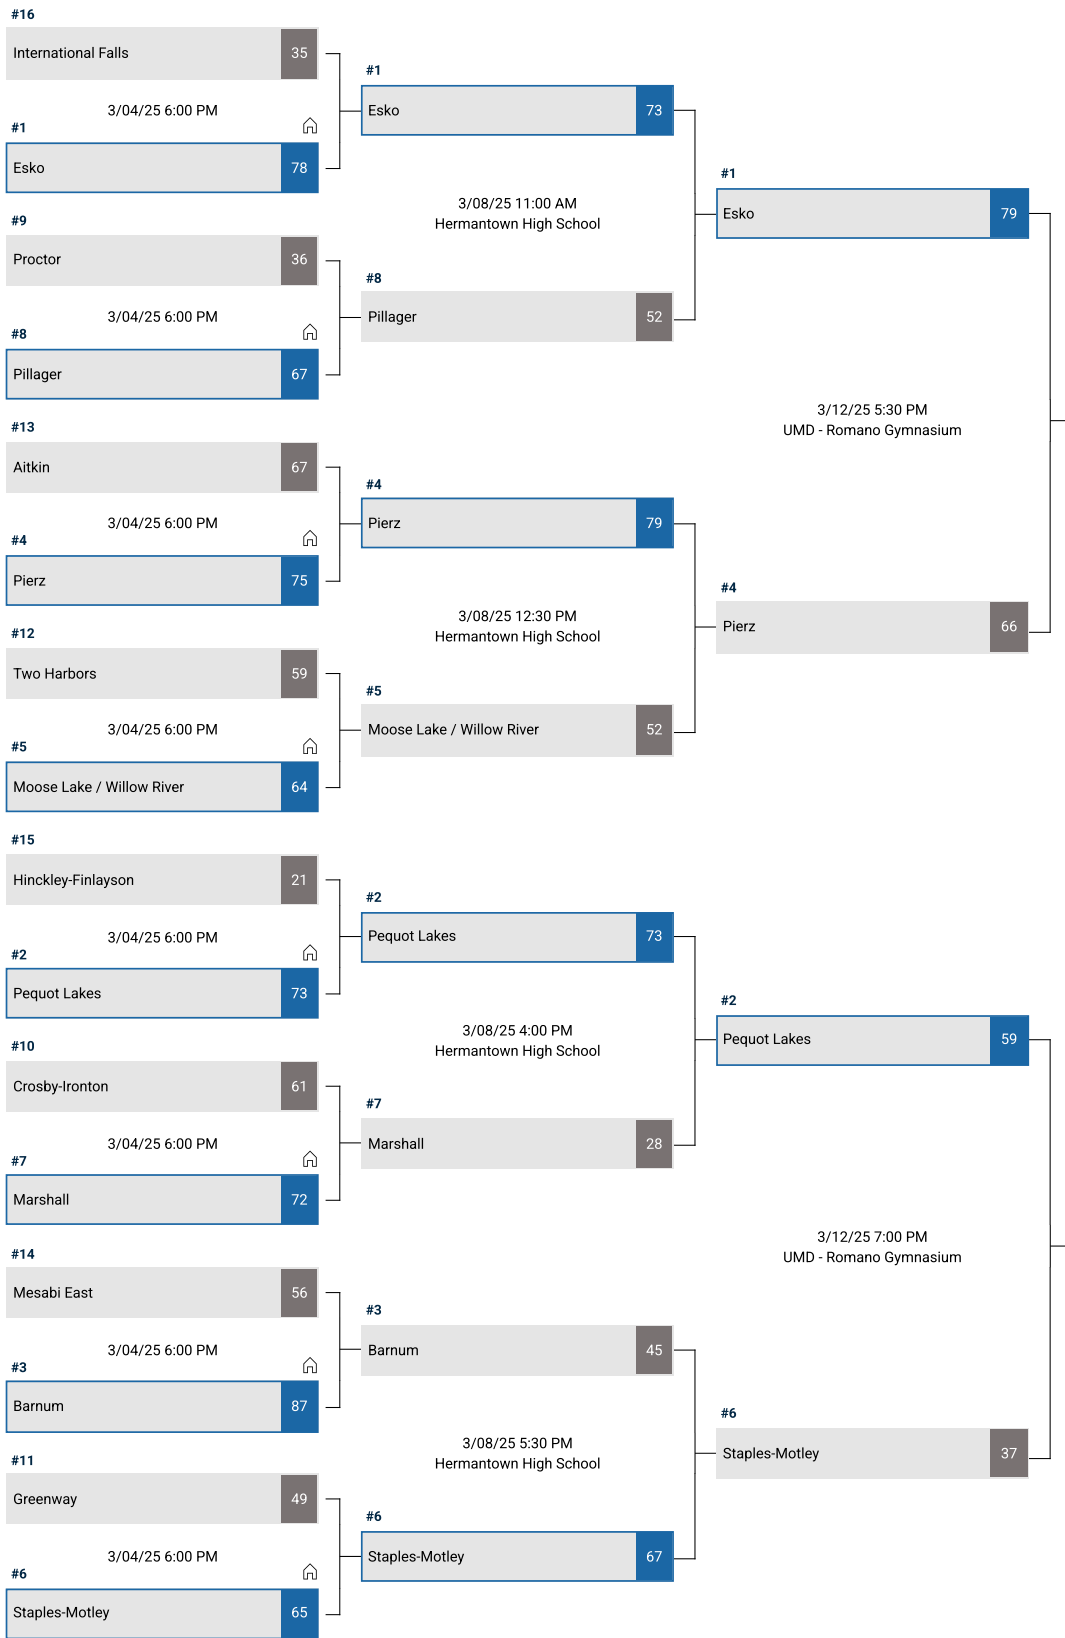 #16
International Falls 35
3/04/25 6:00 PM
#1
Esko 78
#9
Proctor 36
3/04/25 6:00 PM
#8
Pillager 67
#13
Aitkin 67
3/04/25 6:00 PM
#4
Pierz 75
#12
Two Harbors 59
3/04/25 6:00 PM
#5
Moose Lake / Willow River 64
#15
Hinckley-Finlayson 21
3/04/25 6:00 PM
#2
Pequot Lakes 73
#10
Crosby-Ironton 61
3/04/25 6:00 PM
#7
Marshall 72
#14
Mesabi East 56
3/04/25 6:00 PM
#3
Barnum 87
#11
Greenway 49
3/04/25 6:00 PM
#6
Staples-Motley 65
#1
Esko 73
3/08/25 11:00 AM
Hermantown High School
#8
Pillager 52
#4
Pierz 79
3/08/25 12:30 PM
Hermantown High School
#5
Moose Lake / Willow River 52
#2
Pequot Lakes 73
3/08/25 4:00 PM
Hermantown High School
#7
Marshall 28
#3
Barnum 45
3/08/25 5:30 PM
Hermantown High School
#6
Staples-Motley 67
#1
Esko 79
3/12/25 5:30 PM
UMD - Romano Gymnasium
#4
Pierz 66
#2
Pequot Lakes 59
3/12/25 7:00 PM
UMD - Romano Gymnasium
#6
Staples-Motley 37